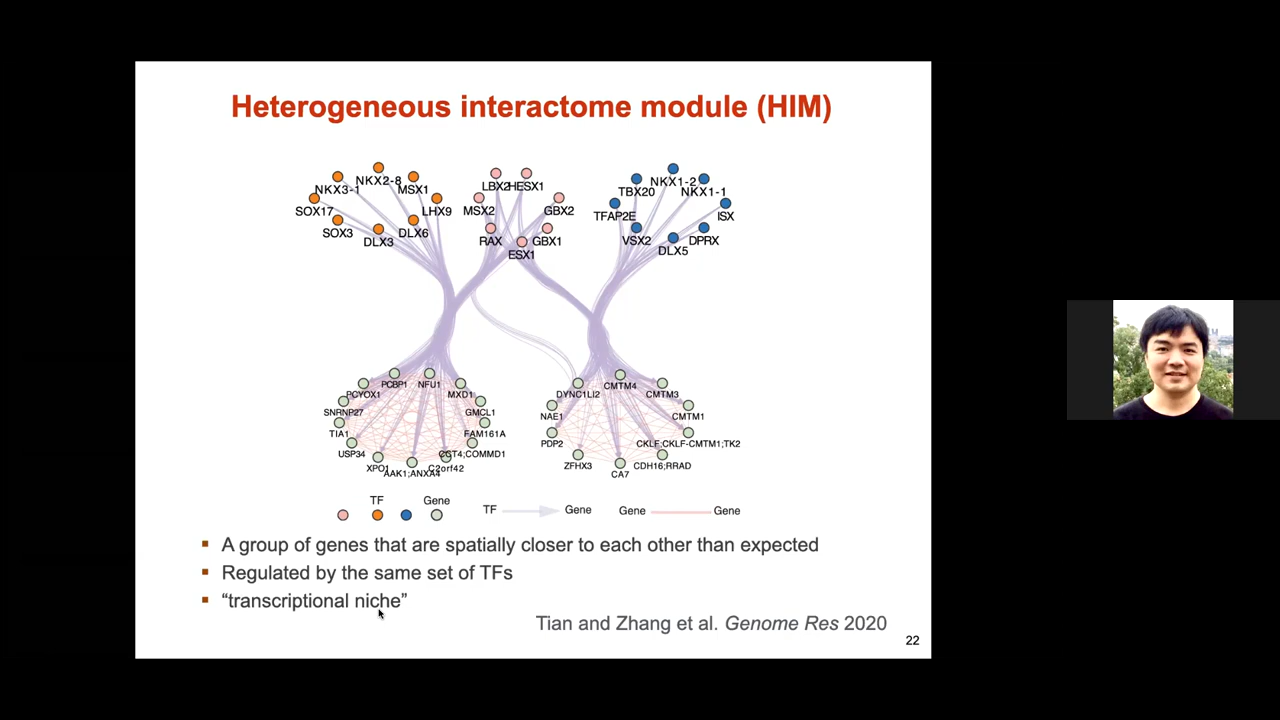 Heterogeneous interactome module (HIM)
NKX2-8
NKX3-1
MSX1
SOX17
LHX9
SOX3
DLX3
DLX6
LBX2
HESX1
MSX2
GBX2
RAX
GBX1
ESX1
NKX1-2
TBX20
NKX1-1
TFAP2E
ISX
VSX2
DPRX
DLX5
PCBP1
NFU1
PCYOX1
MXD1
SNRNP27
GMCL1
TIA1
FAM161A
USP34
CCT4;COMMD1
XPO1
C2orf42
AAK1;ANXA4
DYNC1LI2
CMTM4
CMTM3
NAE1
CMTM1
PDP2
CKLF;CKLF-CMTM1;TK2
ZFHX3
CDH16;RRAD
CA7
TF
Gene
TF
Gene
Gene
Gene
▪ A group of genes that are spatially closer to each other than expected
▪ Regulated by the same set of TFs
▪ “transcriptional niche”
Tian and Zhang et al. Genome Res 2020
22